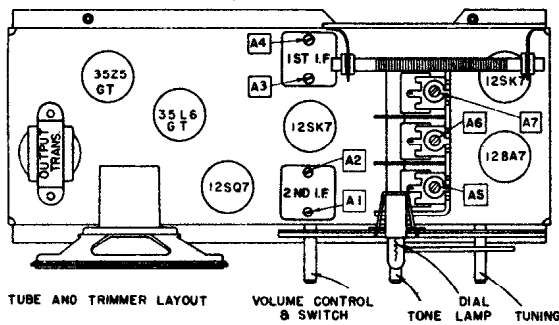 A4
1ST I.F
A3
35Z5
GT
35L6
GT
12SK7
12SK7
A7
A6
12BA7
OUTPUT
TRANS.
12SQ7
A2
2ND I.F
A1
A5
TUBE AND TRIMMER LAYOUT
VOLUME CONTROL
& SWITCH
TONE
DIAL
LAMP
TUNING